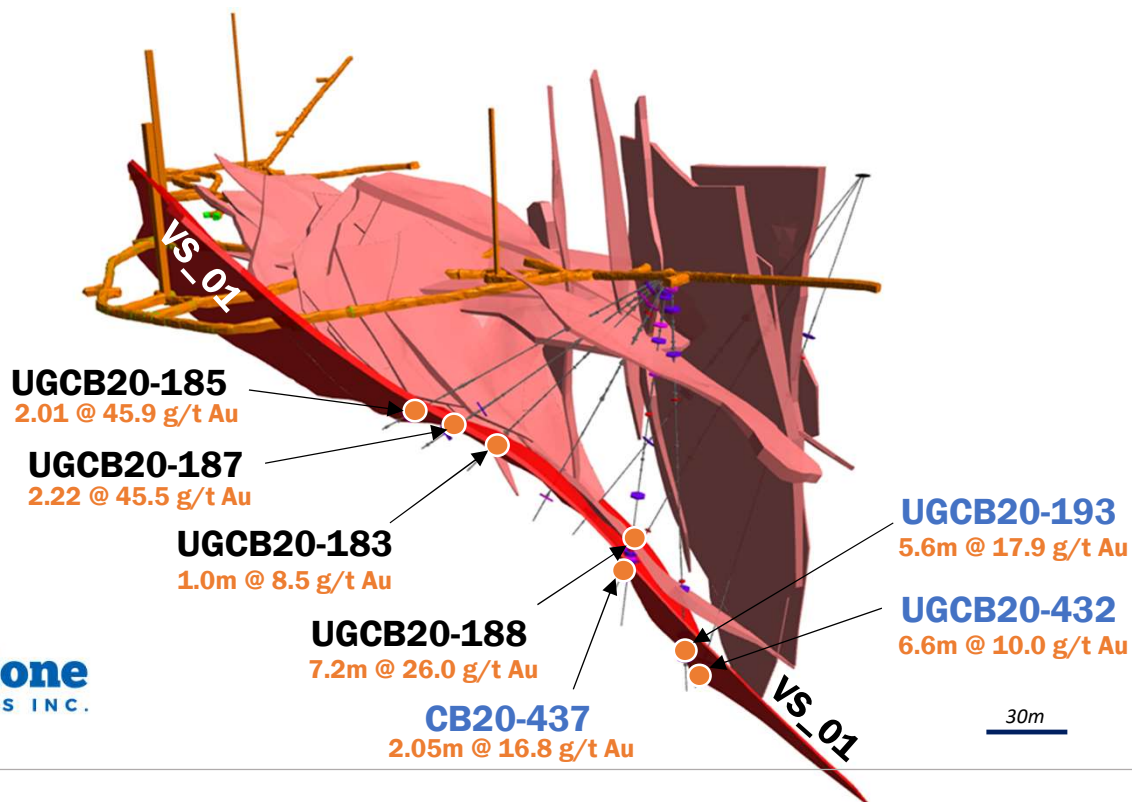 VS_01
UGCB20-185
2.01 @ 45.9 g/t Au
UGCB20-187
2.22 @ 45.5 g/t Au
UGCB20-183
1.0m @ 8.5 g/t Au
UGCB20-188
7.2m @ 26.0 g/t Au
CB20-437
2.05m @ 16.8 g/t Au
UGCB20-193
5.6m @ 17.9 g/t Au
UGCB20-432
6.6m @ 10.0 g/t Au
VS_01
30m
one
S INC.